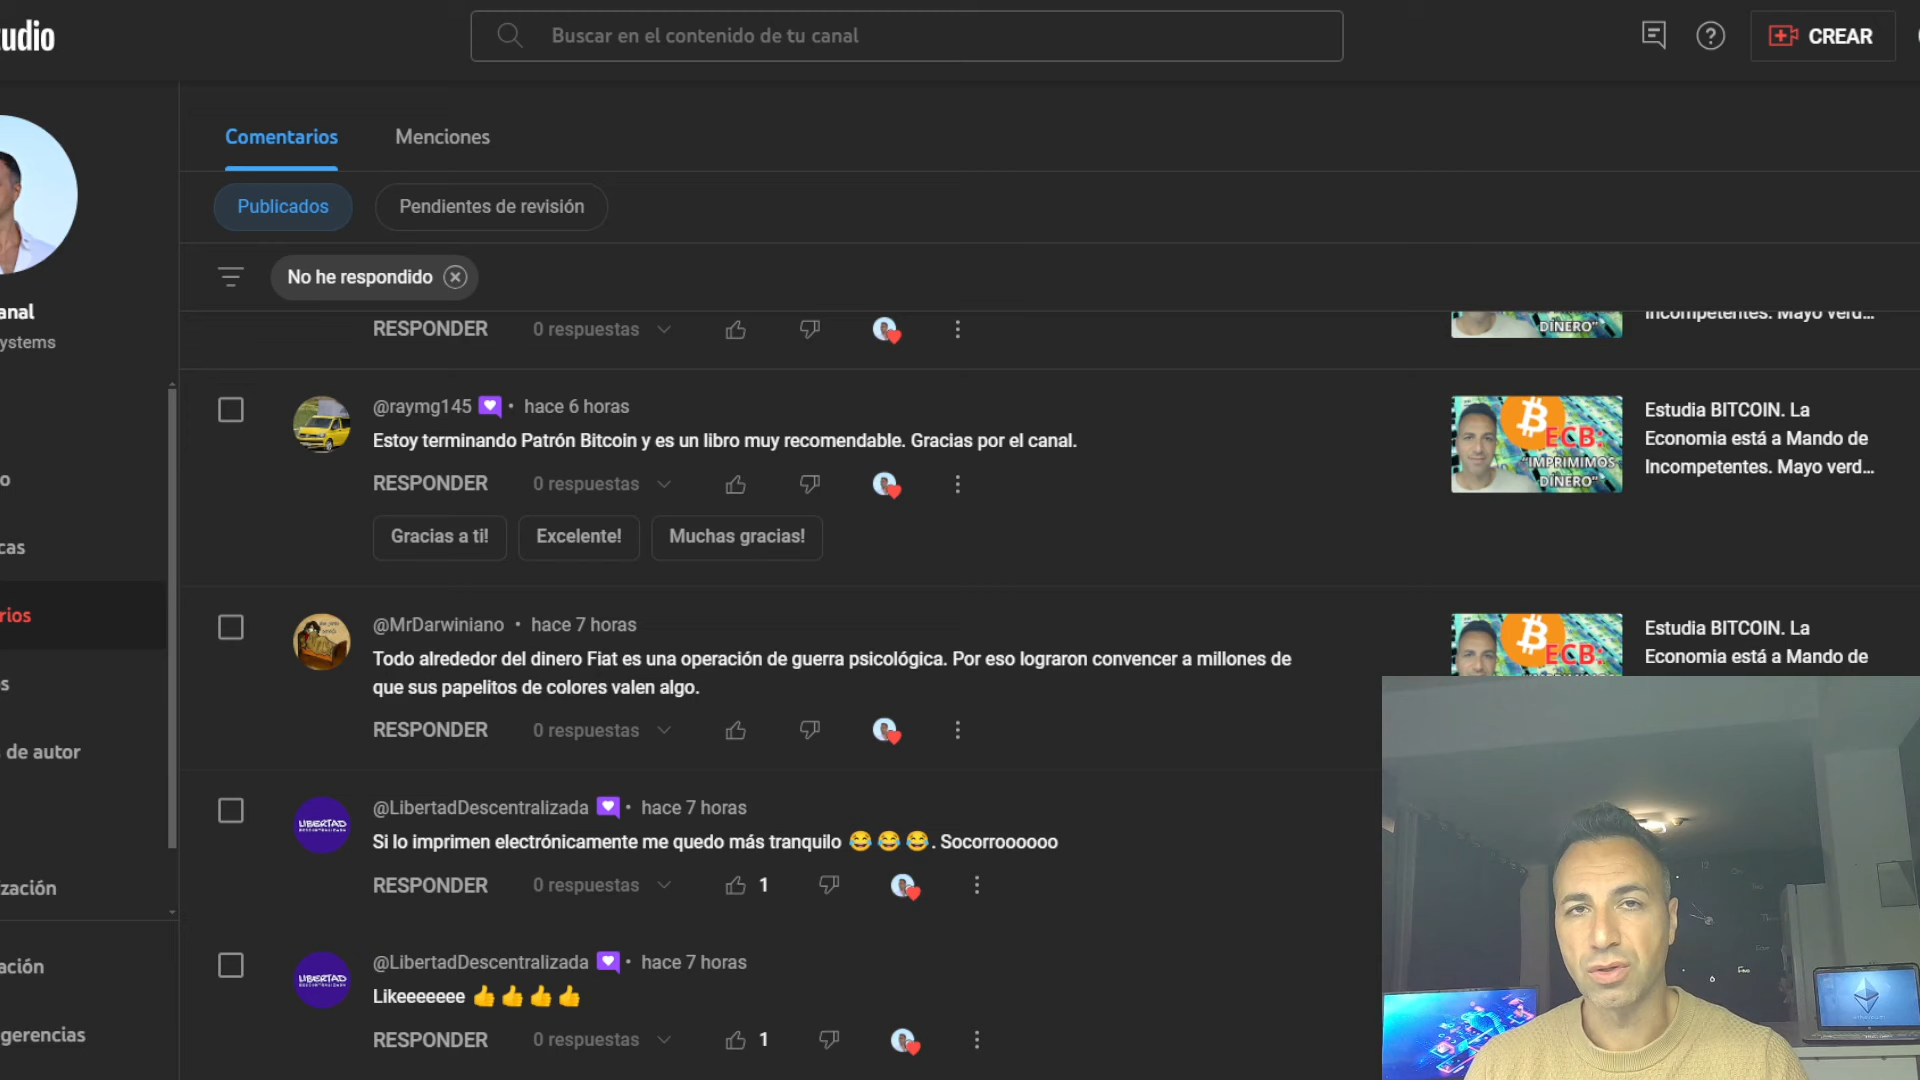 udio
Buscar en el contenido de tu canal
CREAR
Comentarios
Menciones
Publicados
Pendientes de revisión
No he respondido
anal
ystems
o
cas
rios
s
de autor
zación
ación
gerencias
RESPONDER 0 respuestas
DINERO"
Incompetentes. Mayo verd...
@raymg145 • hace 6 horas
Estoy terminando Patrón Bitcoin y es un libro muy recomendable. Gracias por el canal.
RESPONDER 0 respuestas
Gracias a ti! Excelente! Muchas gracias!
ECB:
"IMPRIMIMOS
DINERO"
Estudia BITCOIN. La
Economia está a Mando de
Incompetentes. Mayo verd...
@MrDarwiniano • hace 7 horas
Todo alrededor del dinero Fiat es una operación de guerra psicológica. Por eso lograron convencer a millones de
que sus papelitos de colores valen algo.
RESPONDER 0 respuestas
ECB:
Estudia BITCOIN. La
Economia está a Mando de
LIBERTAD
@LibertadDescentralizada • hace 7 horas
Si lo imprimen electrónicamente me quedo más tranquilo 😂 😂 😂. Socorroooooo
RESPONDER 0 respuestas 1
LIBERTAD
@LibertadDescentralizada • hace 7 horas
Likeeeeeee 👍 👍 👍 👍
RESPONDER 0 respuestas 1